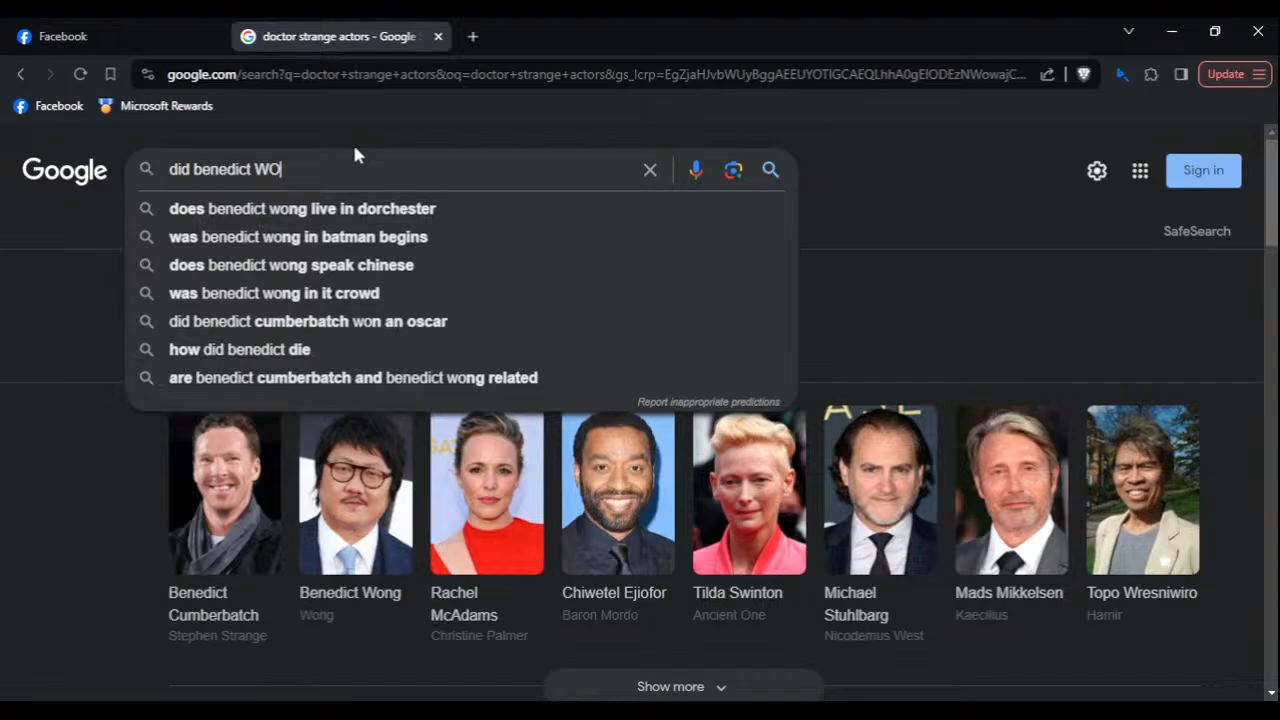 Facebook
doctor strange actors - Google
google.com/search?q=doctor+strange+actors&oq=doctor+strange+actors&gs_lcrp=EgZjaHJvbWUyBggAEEUYOTIGCAEQLhhA0gEIODEzNWowajC...
Update
Facebook
Microsoft Rewards
Google
did benedict WO
Sign in
does benedict wong live in dorchester
was benedict wong in batman begins
SafeSearch
does benedict wong speak chinese
was benedict wong in it crowd
did benedict cumberbatch won an oscar
how did benedict die
are benedict cumberbatch and benedict wong related
Report inappropriate predictions
Benedict Cumberbatch
Stephen Strange
Benedict Wong
Wong
Rachel McAdams
Christine Palmer
Chiwetel Ejiofor
Baron Mordo
Tilda Swinton
Ancient One
Michael Stuhlbarg
Nicodemus West
Mads Mikkelsen
Kaecilius
Topo Wresniwiro
Hamir
Show more